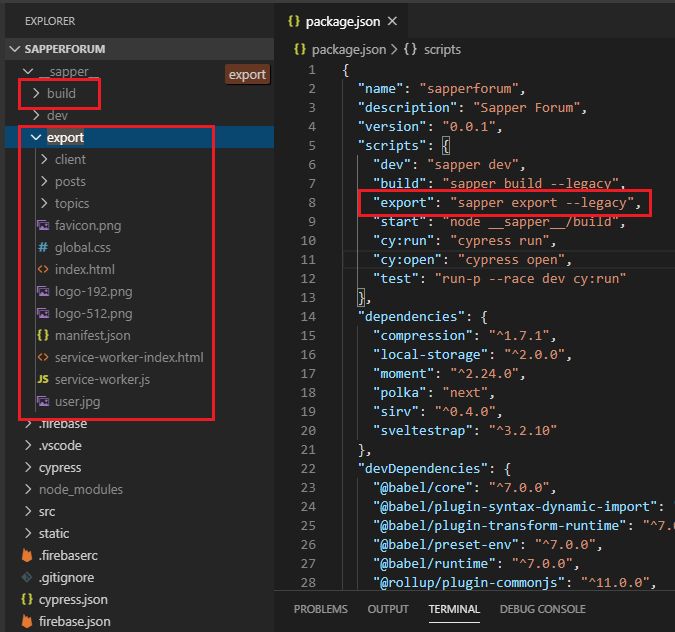 EXPLORER
SAPPERFORUM
__sapper__
export
build
dev
export
client
posts
topics
favicon.png
# global.css
<> index.html
logo-192.png
logo-512.png
{} manifest.json
<> service-worker-index.html
JS service-worker.js
user.jpg
.firebase
.vscode
cypress
node_modules
src
static
.firebaserc
.gitignore
{} cypress.json
firebase.json
{} package.json ×
{} package.json > {} scripts
1 {
2 "name": "sapperforum",
3 "description": "Sapper Forum",
4 "version": "0.0.1",
5 "scripts": {
6 "dev": "sapper dev",
7 "build": "sapper build --legacy",
8 "export": "sapper export --legacy",
9 "start": "node __sapper__/build",
10 "cy:run": "cypress run",
11 "cy:open": "cypress open",
12 "test": "run-p --race dev cy:run"
13 },
14 "dependencies": {
15 "compression": "^1.7.1",
16 "local-storage": "^2.0.0",
17 "moment": "^2.24.0",
18 "polka": "next",
19 "sirv": "^0.4.0",
20 "sveltestrap": "^3.2.10"
21 },
22 "devDependencies": {
23 "@babel/core": "^7.0.0",
24 "@babel/plugin-syntax-dynamic-import": "
25 "@babel/plugin-transform-runtime": "^7.0
26 "@babel/preset-env": "^7.0.0",
27 "@babel/runtime": "^7.0.0",
28 "@rollup/plugin-commonjs": "^11.0.0",
PROBLEMS OUTPUT TERMINAL DEBUG CONSOLE